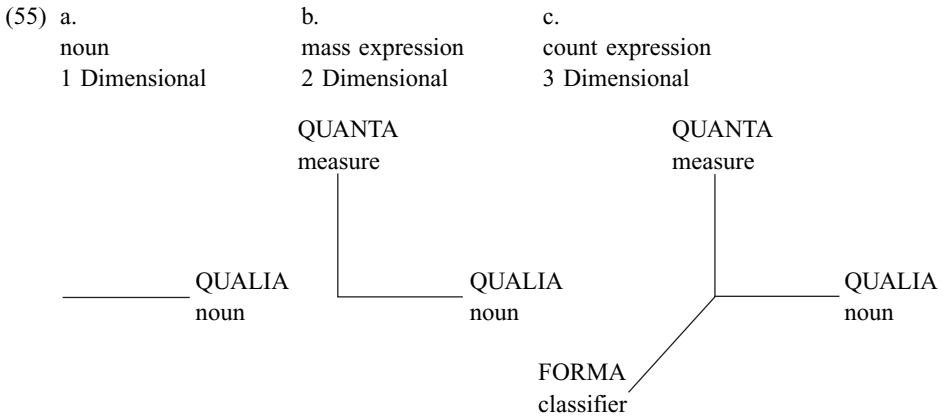 (55) a. b. c.
noun mass expression count expression
1 Dimensional 2 Dimensional 3 Dimensional
QUANTA QUANTA
measure measure
QUALIA QUALIA QUALIA
noun noun noun
FORMA
classifier